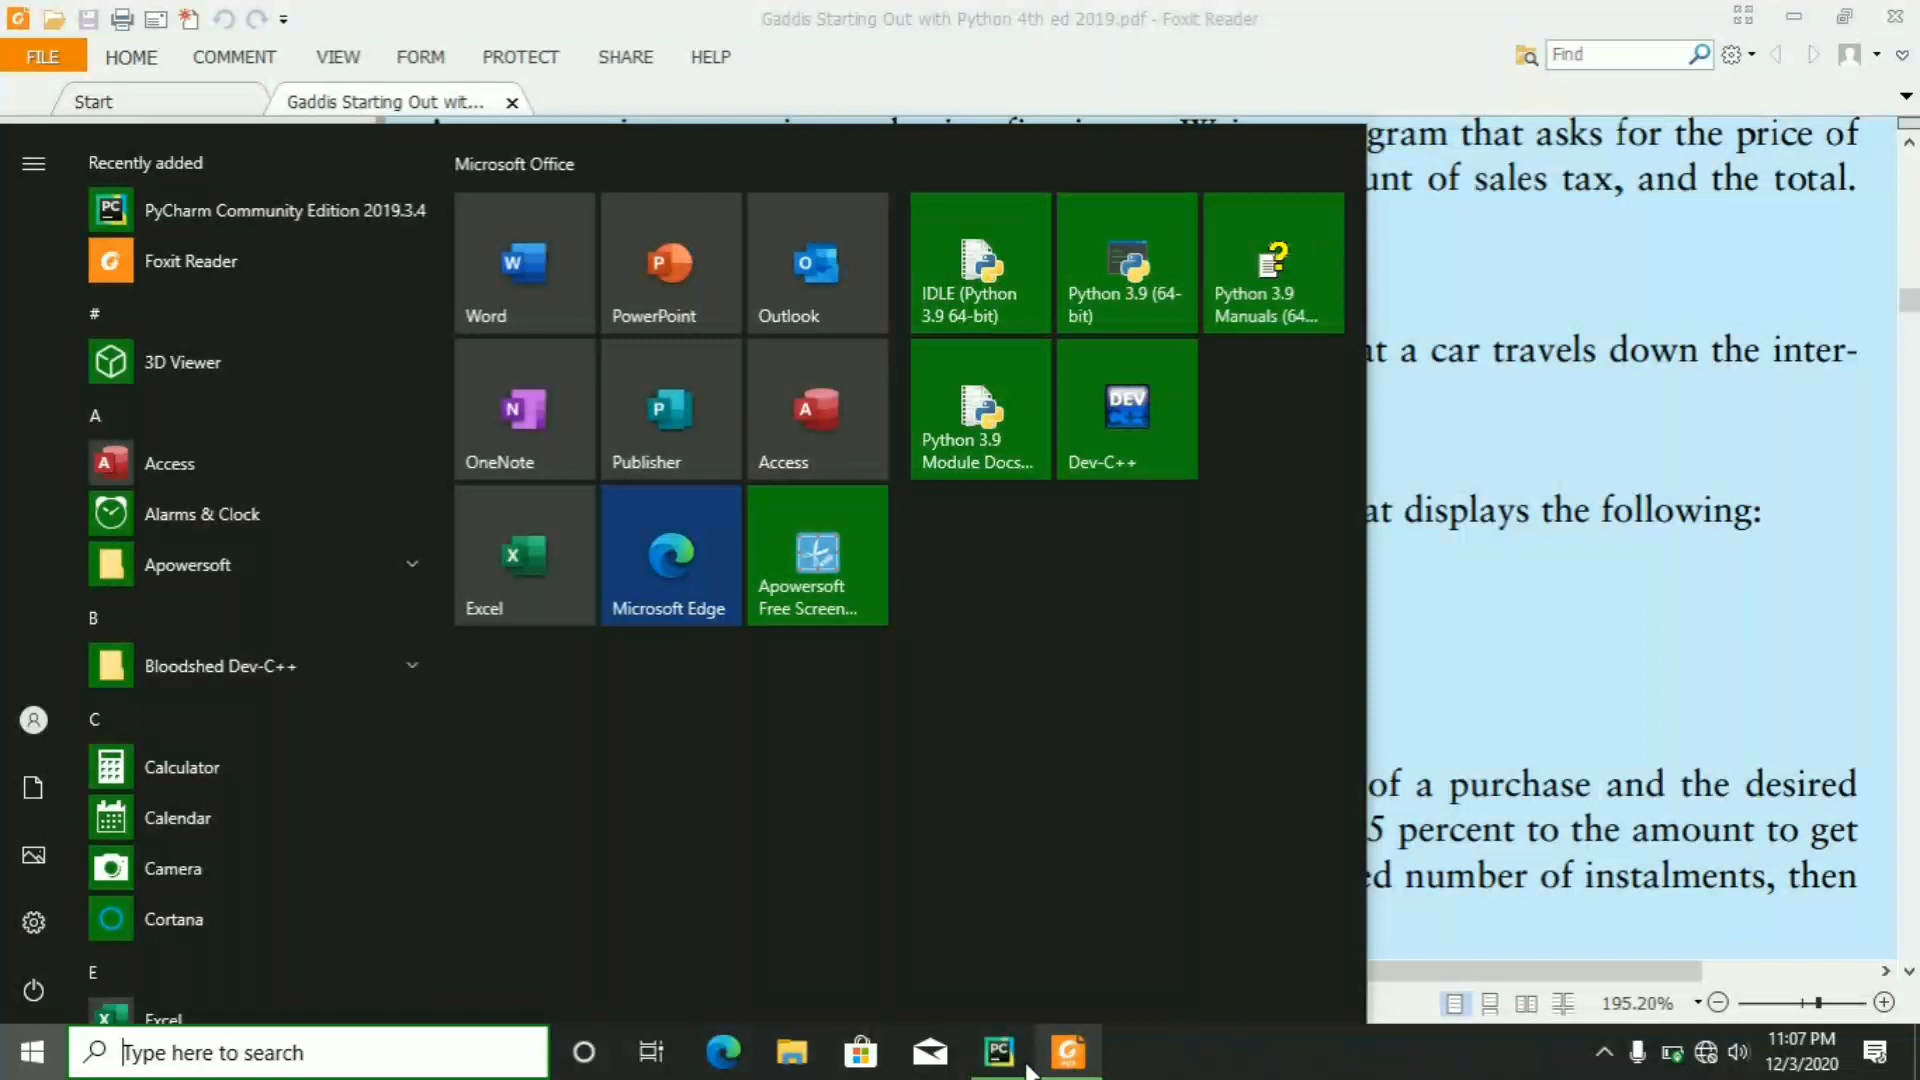 Gaddis Starting Out with Python 4th ed 2019.pdf - Foxit Reader
FILE
HOME
COMMENT
VIEW
FORM
PROTECT
SHARE
HELP
Find
Start
Gaddis Starting Out wit...
gram that asks for the price of
unt of sales tax, and the total.
at a car travels down the inter-
at displays the following:
of a purchase and the desired
5 percent to the amount to get
ed number of instalments, then
Recently added
PyCharm Community Edition 2019.3.4
Foxit Reader
#
3D Viewer
A
Access
Alarms & Clock
Apowersoft
B
Bloodshed Dev-C++
C
Calculator
Calendar
Camera
Cortana
E
Excel
Microsoft Office
Word
PowerPoint
Outlook
OneNote
Publisher
Access
Excel
Microsoft Edge
Apowersoft
Free Screen...
IDLE (Python
3.9 64-bit)
Python 3.9 (64-
bit)
Python 3.9
Manuals (64...
Python 3.9
Module Docs...
DEV
C++
Dev-C++
195.20%
Type here to search
11:07 PM
12/3/2020